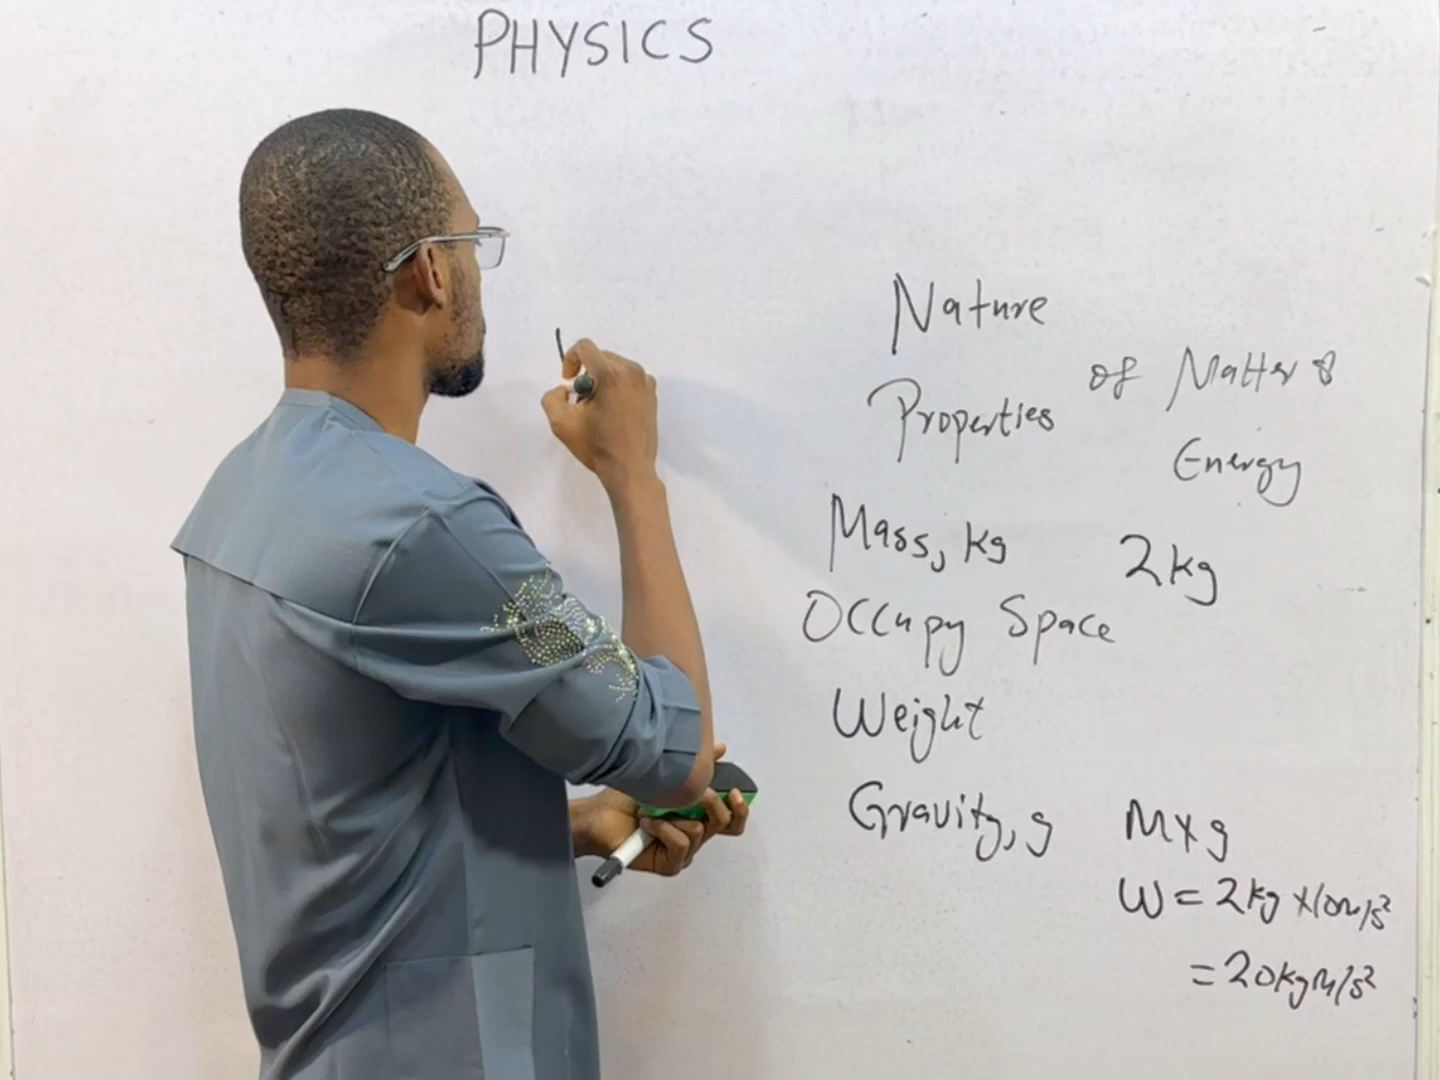 PHYSICS
Nature
of Matter &
Properties
Energy
Mass, kg 2kg
Occupy Space
Weight
Gravity, g M x g
W = 2kg x 10m/s²
= 20kgm/s²